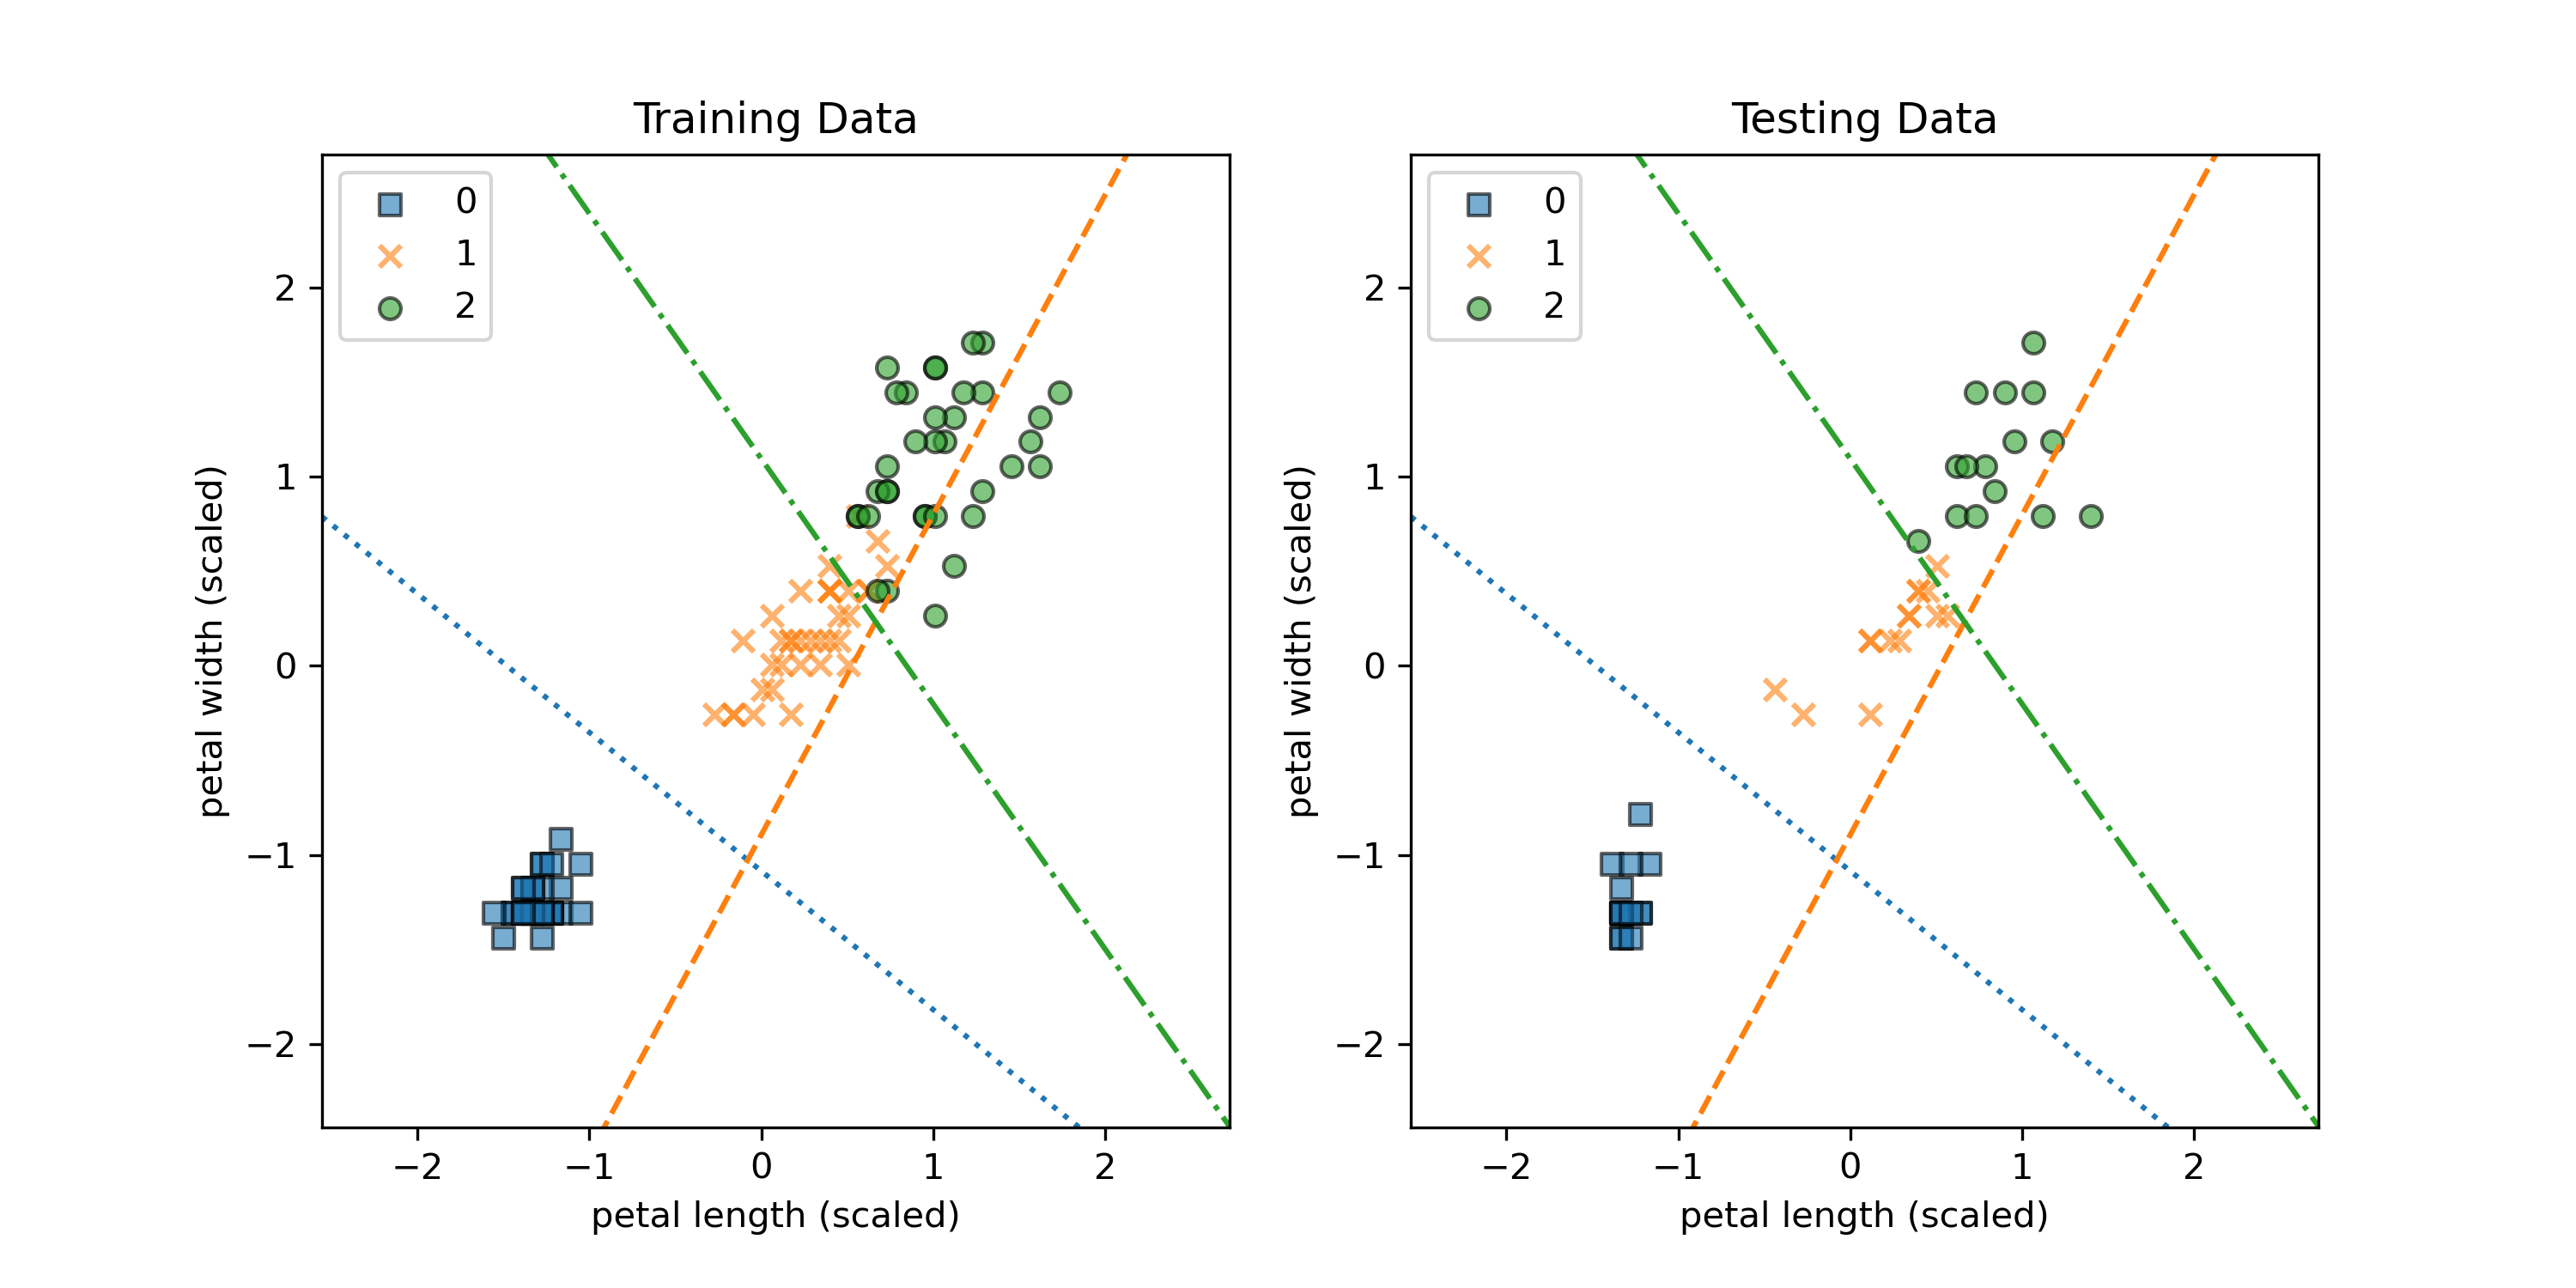 Training Data
0
1
2
2
1
0
−1
−2
petal width (scaled)
−2 −1 0 1 2
petal length (scaled)
Testing Data
0
1
2
2
1
0
−1
−2
petal width (scaled)
−2 −1 0 1 2
petal length (scaled)